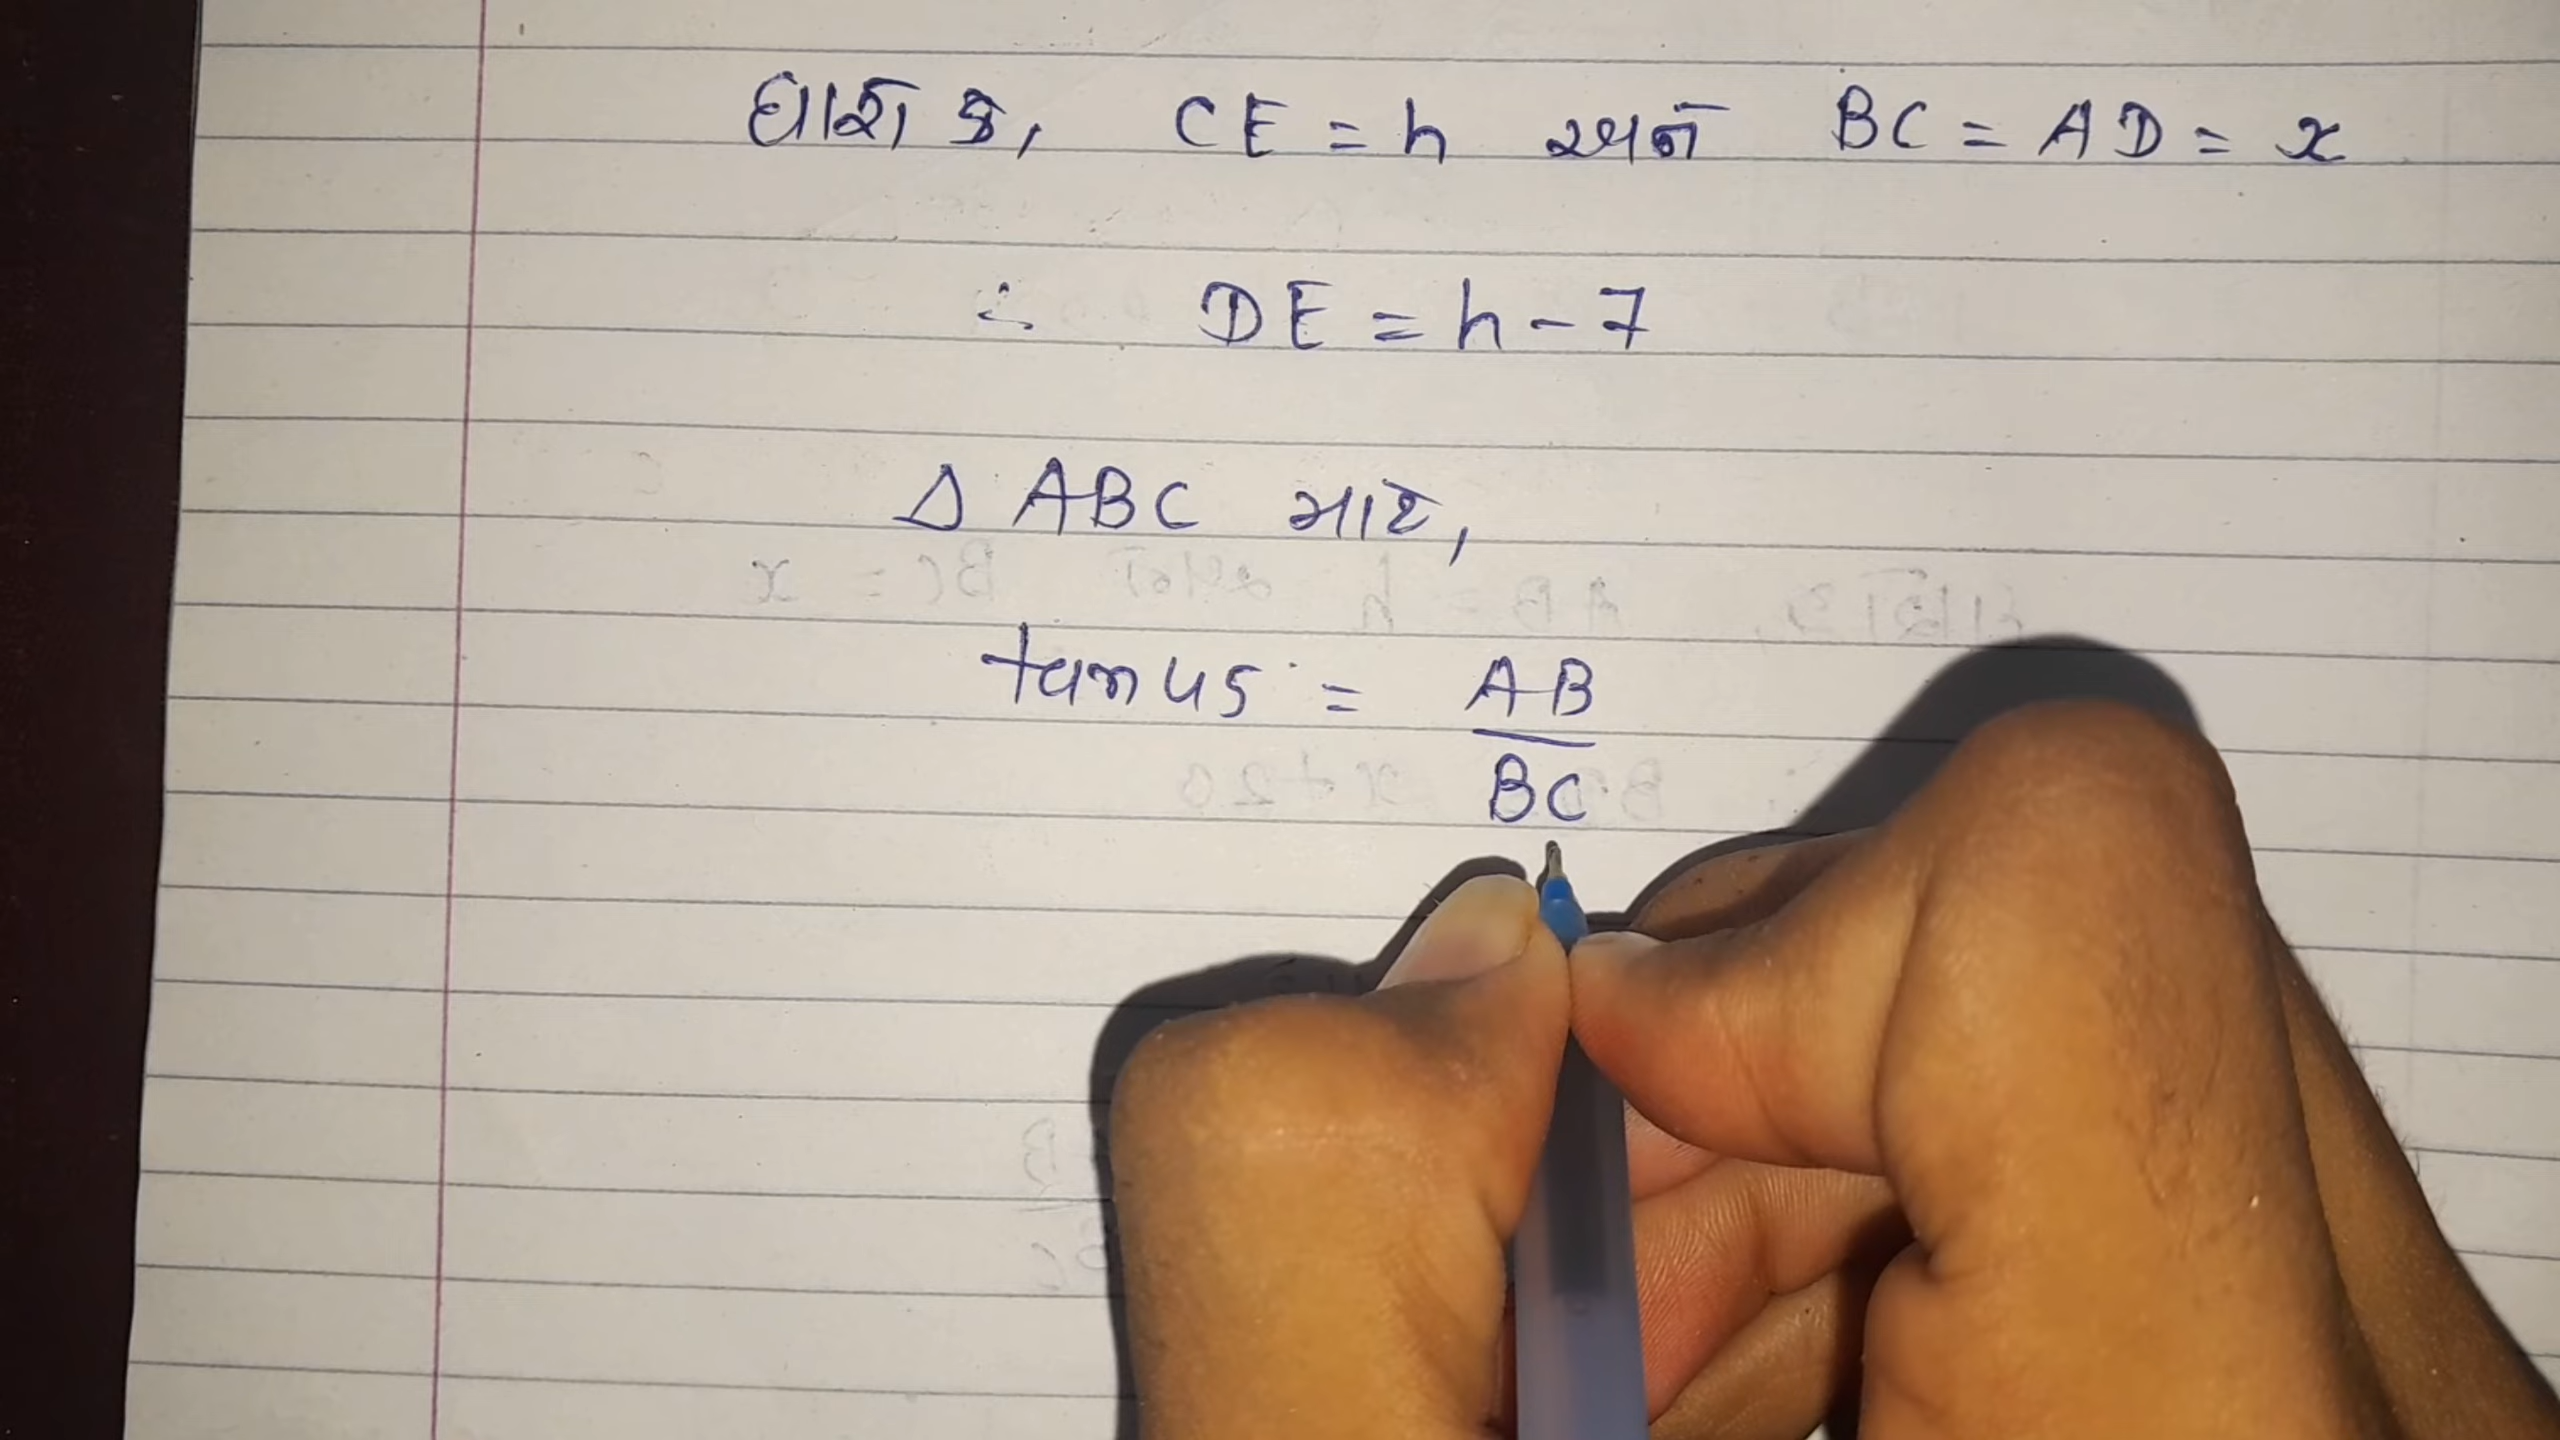 ધારો કે, CE = h અને BC = AD = x
∴ DE = h - 7
Δ ABC માટે,
tan 45° = AB / BC